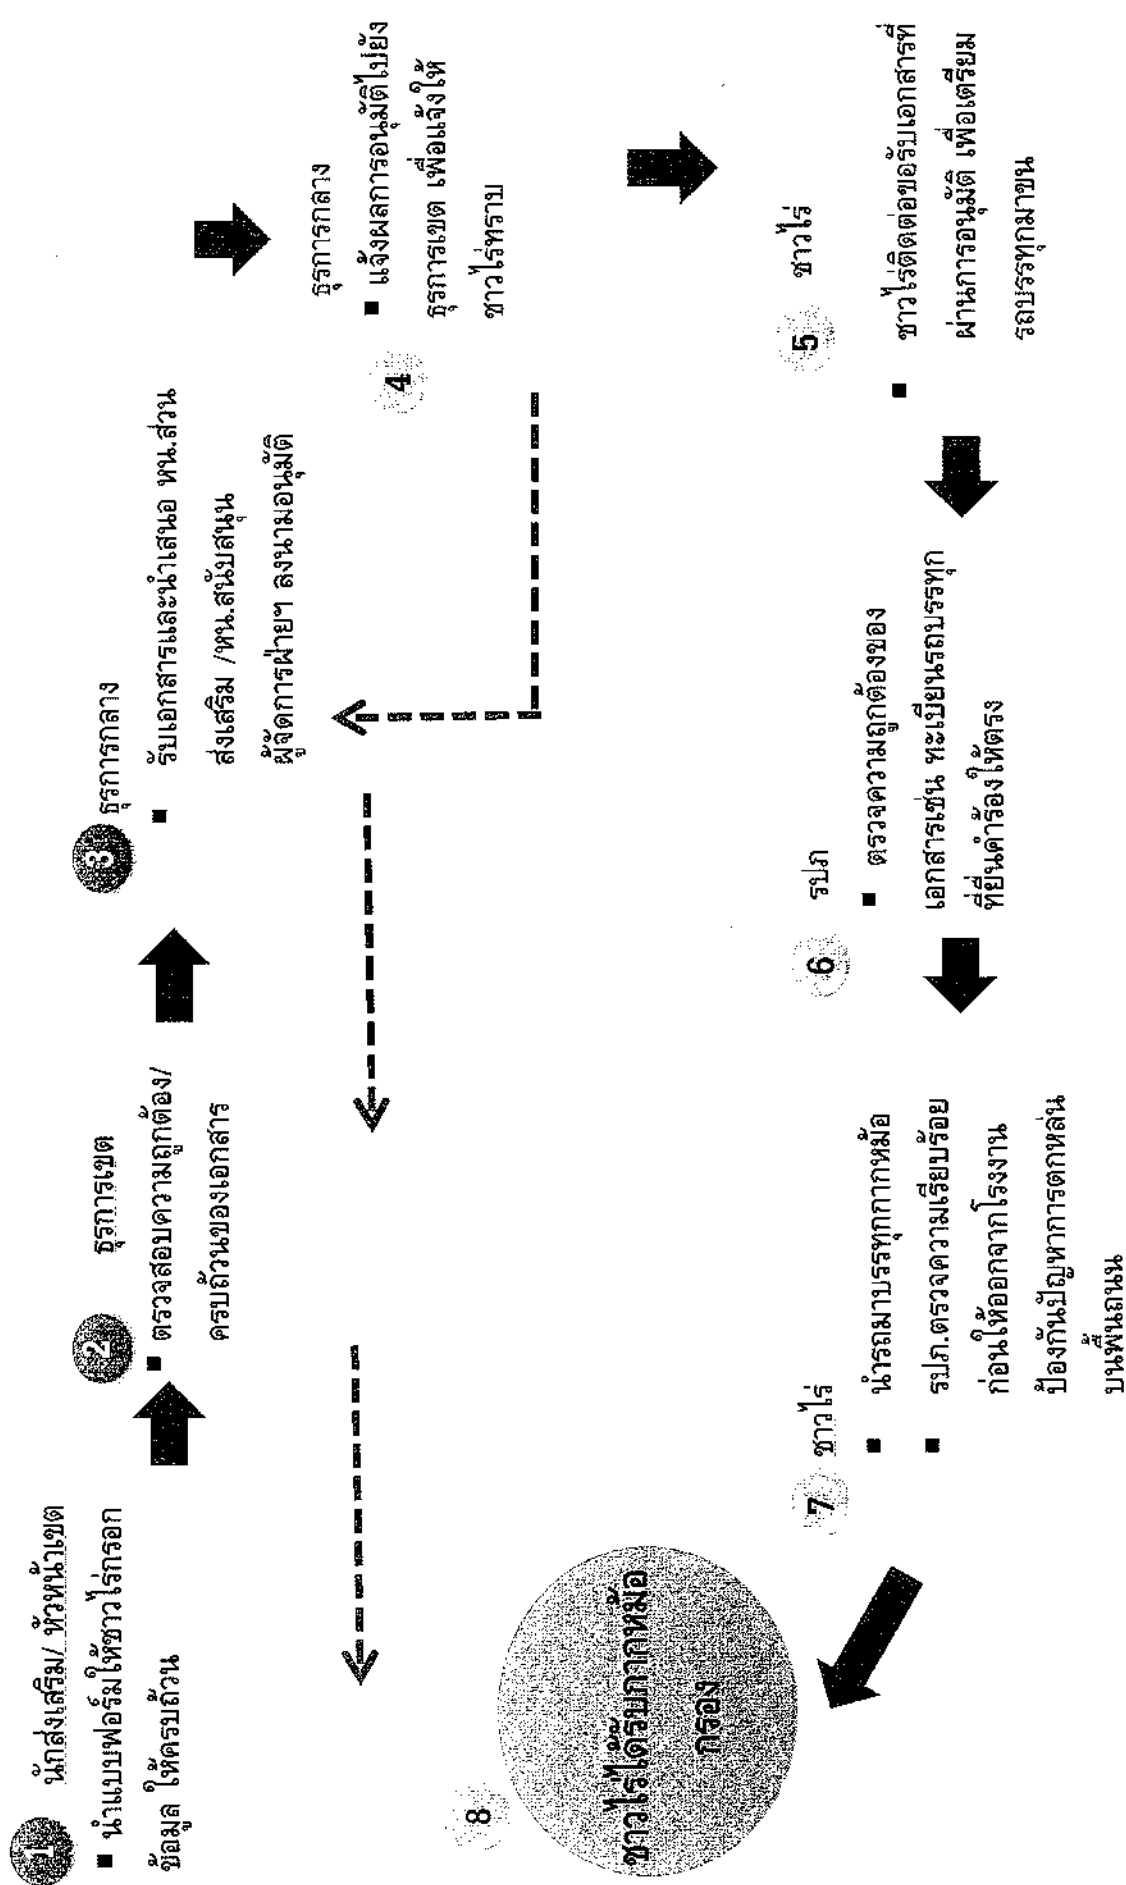 1
นักส่งเสริม/ หัวหน้าเขต
■ นำแบบฟอร์มให้ชาวไร่กรอก
ข้อมูล ให้ครบถ้วน
2
ธุรการเขต
■ ตรวจสอบความถูกต้อง/
ครบถ้วนของเอกสาร
3
ธุรการกลาง
■ รับเอกสารและนำเสนอ หน.ส่วน
ส่งเสริม /หน.สนับสนุน
ผู้จัดการฝ่ายฯ ลงนามอนุมัติ
4
ธุรการกลาง
■ แจ้งผลการอนุมัติไปยัง
ธุรการเขต เพื่อแจ้งให้
ชาวไร่ทราบ
5
ชาวไร่
■ ชาวไร่ติดต่อขอรับเอกสารที่
ผ่านการอนุมัติ เพื่อเตรียม
รถบรรทุกมาขน
6
รปภ
■ ตรวจความถูกต้องของ
เอกสารเช่น ทะเบียนรถบรรทุก
ที่ยื่นคำร้องให้ตรง
7
ชาวไร่
■ นำรถมาบรรทุกกากหม้อ
■ รปภ.ตรวจความเรียบร้อย
ก่อนให้ออกจากโรงงาน
ป้องกันปัญหาการตกหล่น
บนพื้นถนน
8
ชาวไร่ได้รับกากหม้อ
กรอง